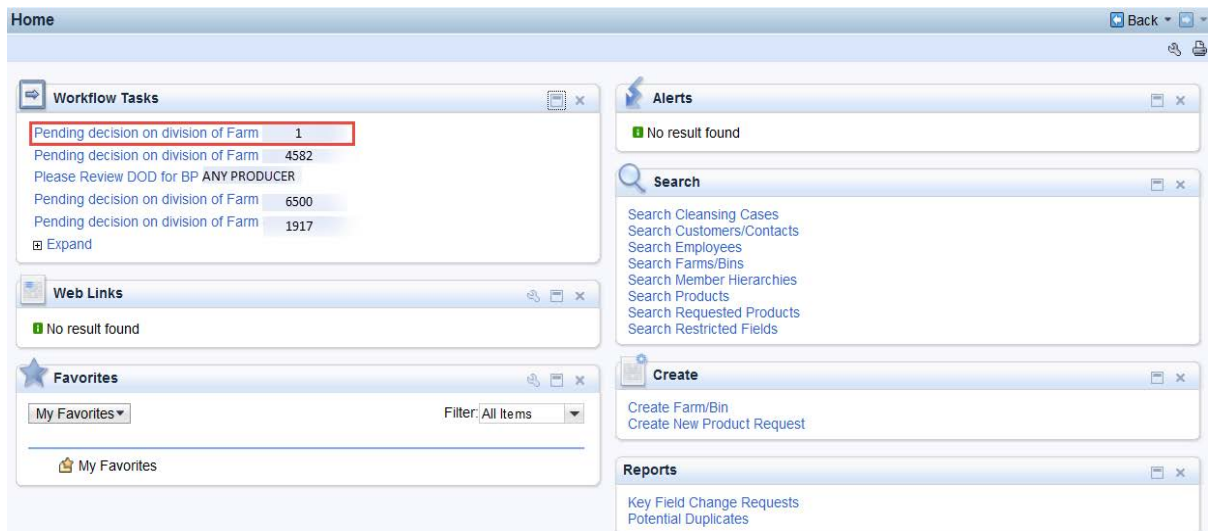 Home
Back
Workflow Tasks
Pending decision on division of Farm 1
Pending decision on division of Farm 4582
Please Review DOD for BP ANY PRODUCER
Pending decision on division of Farm 6500
Pending decision on division of Farm 1917
Expand
Web Links
No result found
Favorites
My Favorites
Filter: All Items
My Favorites
Alerts
No result found
Search
Search Cleansing Cases
Search Customers/Contacts
Search Employees
Search Farms/Bins
Search Member Hierarchies
Search Products
Search Requested Products
Search Restricted Fields
Create
Create Farm/Bin
Create New Product Request
Reports
Key Field Change Requests
Potential Duplicates